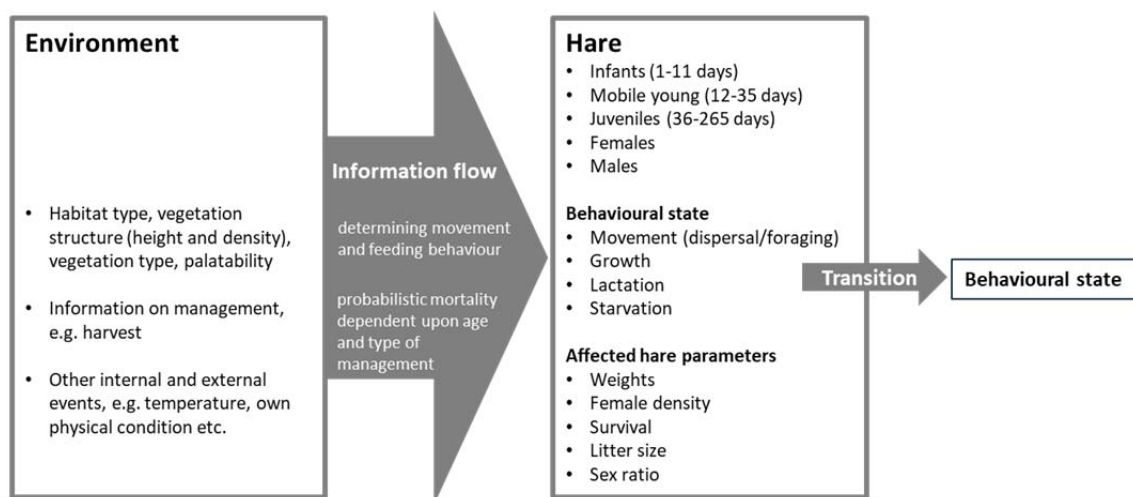 Environment
• Habitat type, vegetation
structure (height and density),
vegetation type, palatability
• Information on management,
e.g. harvest
• Other internal and external
events, e.g. temperature, own
physical condition etc.
Information flow
determining movement
and feeding behaviour
probabilistic mortality
dependent upon age
and type of
management
Hare
• Infants (1-11 days)
• Mobile young (12-35 days)
• Juveniles (36-265 days)
• Females
• Males
Behavioural state
• Movement (dispersal/foraging)
• Growth
• Lactation
• Starvation
Affected hare parameters
• Weights
• Female density
• Survival
• Litter size
• Sex ratio
Transition
Behavioural state